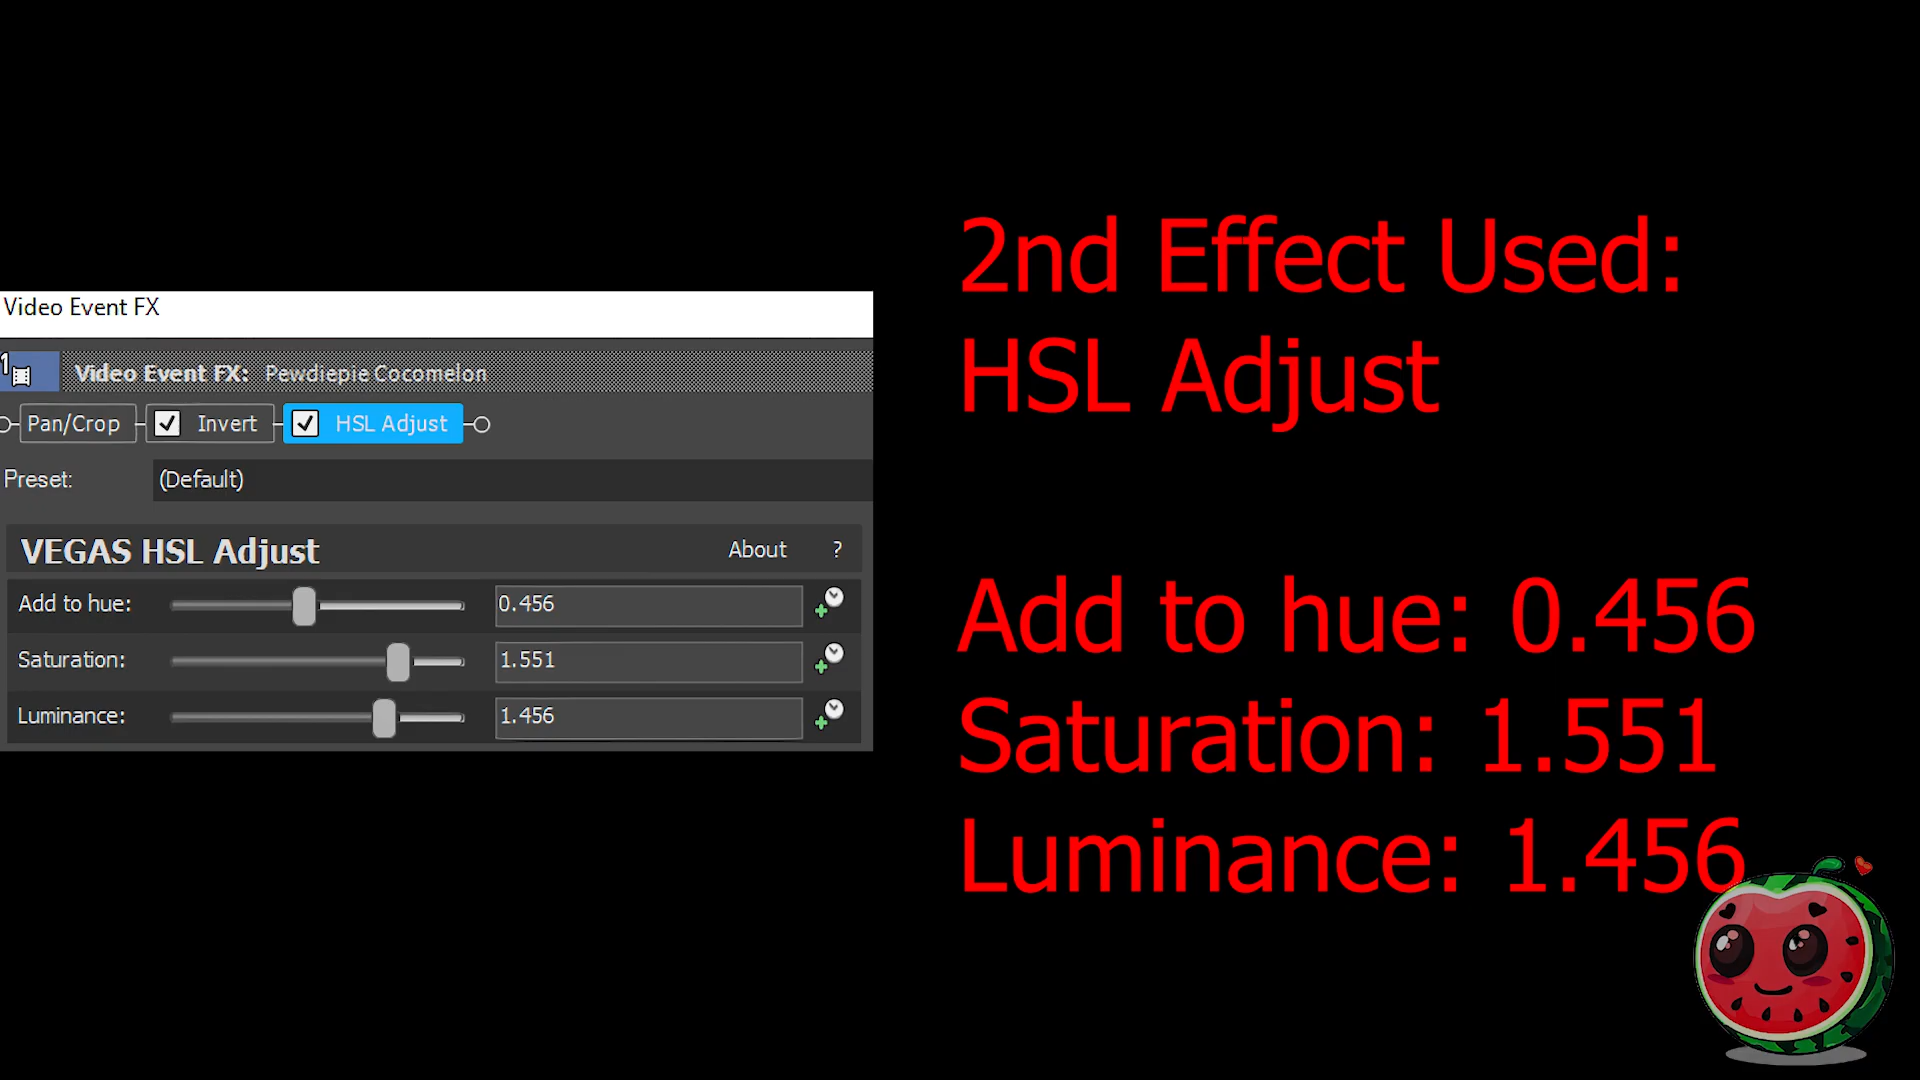 Video Event FX
1
Video Event FX: Pewdiepie Cocomelon
Pan/Crop Invert HSL Adjust
Preset: (Default)
VEGAS HSL Adjust About ?
Add to hue: 0.456
Saturation: 1.551
Luminance: 1.456
2nd Effect Used:
HSL Adjust
Add to hue: 0.456
Saturation: 1.551
Luminance: 1.456